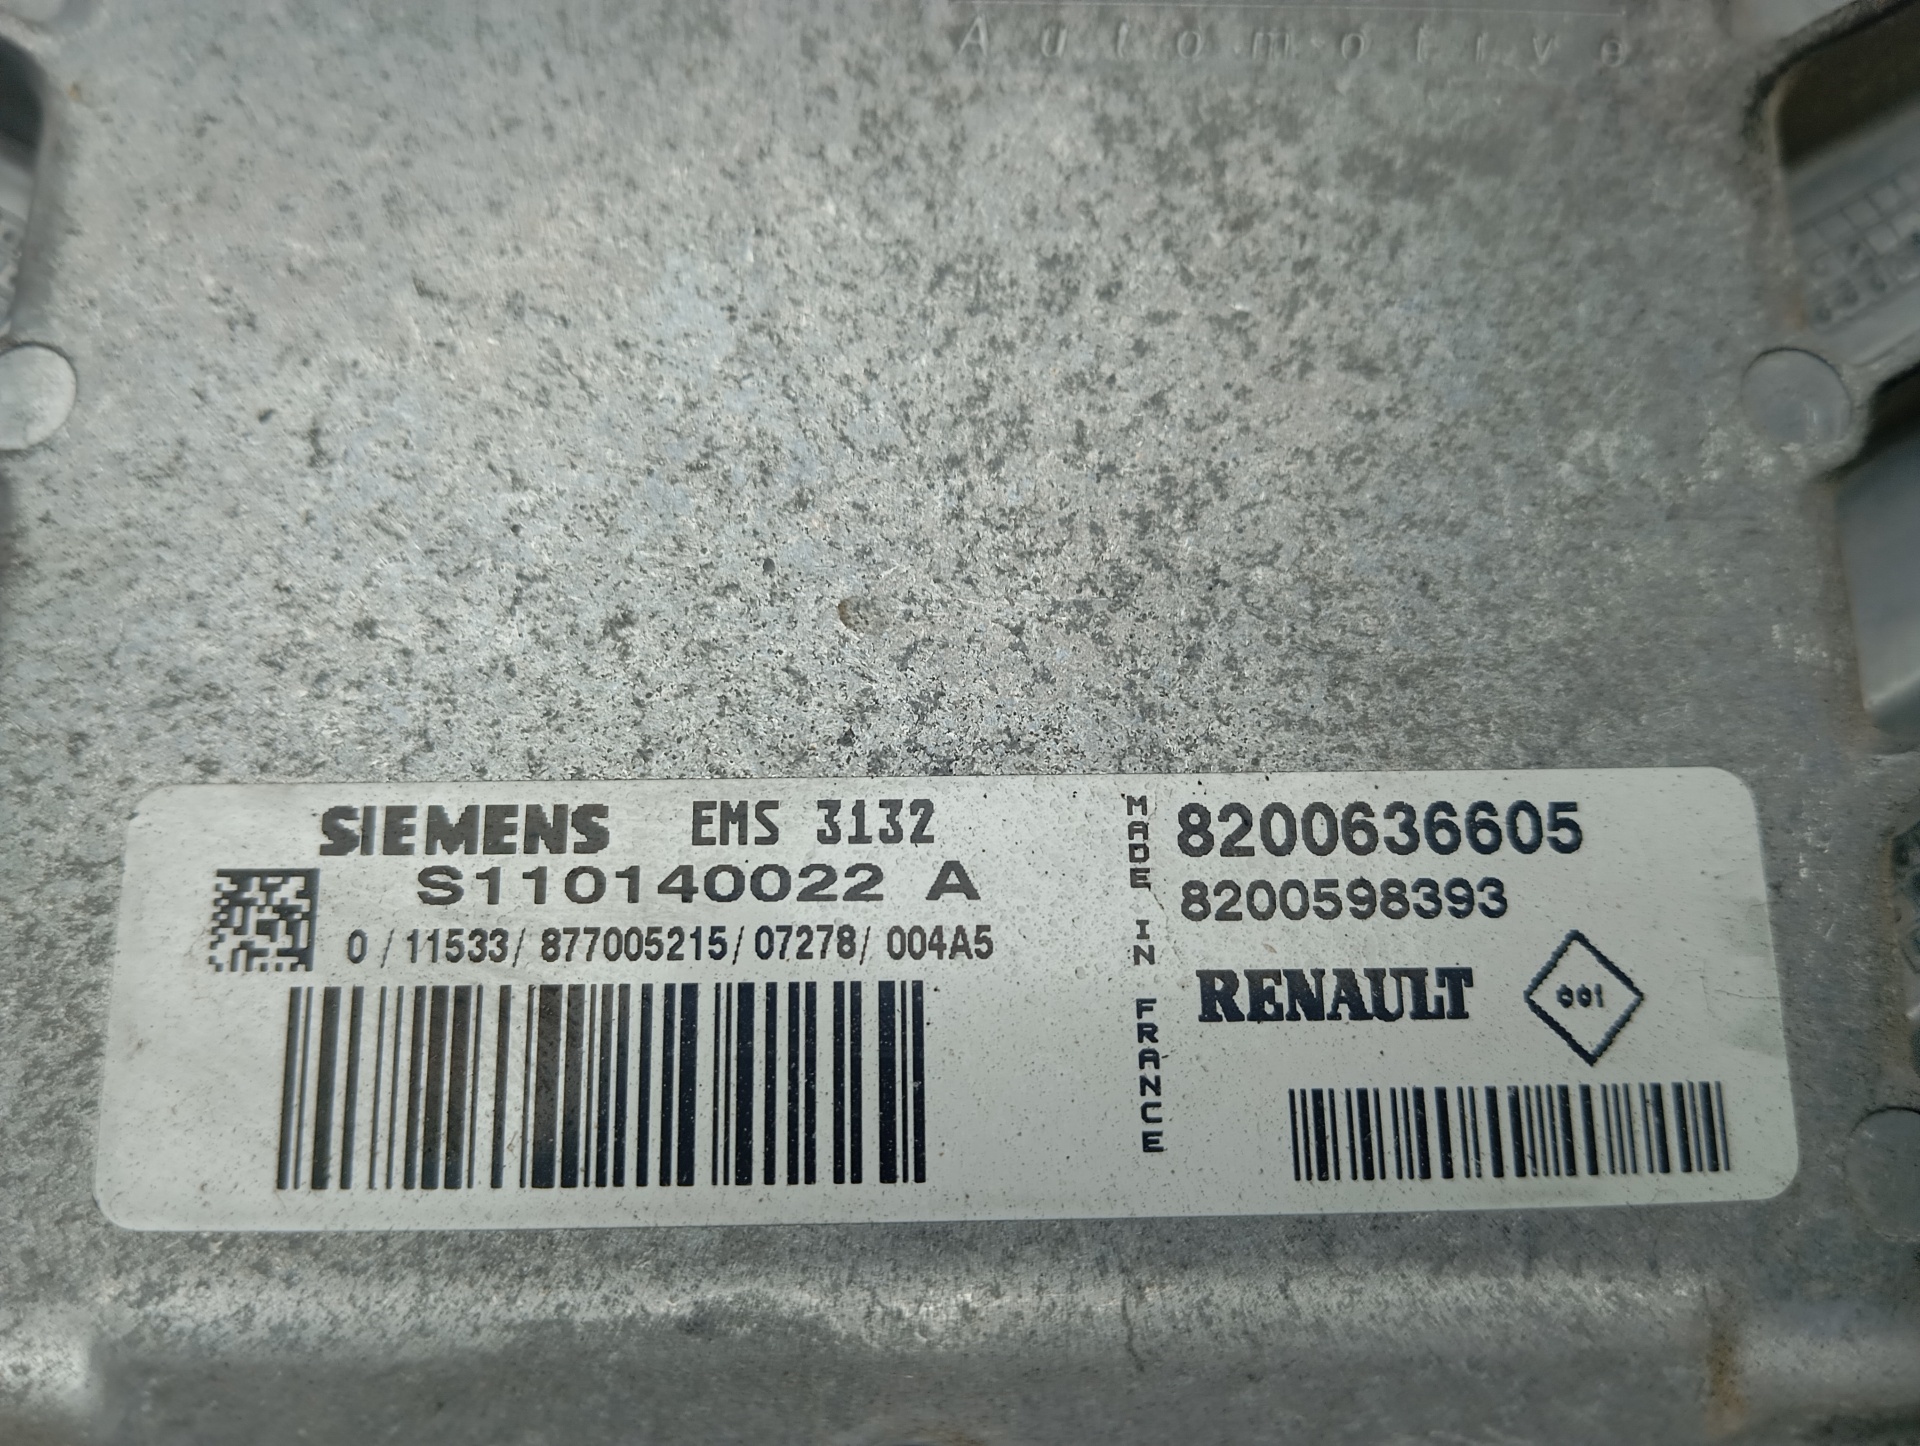 Automotive
SIEMENS EMS 3132
S110140022 A
0/11533/877005215/07278/004A5
MADE IN FRANCE
8200636605
8200598393
RENAULT
001